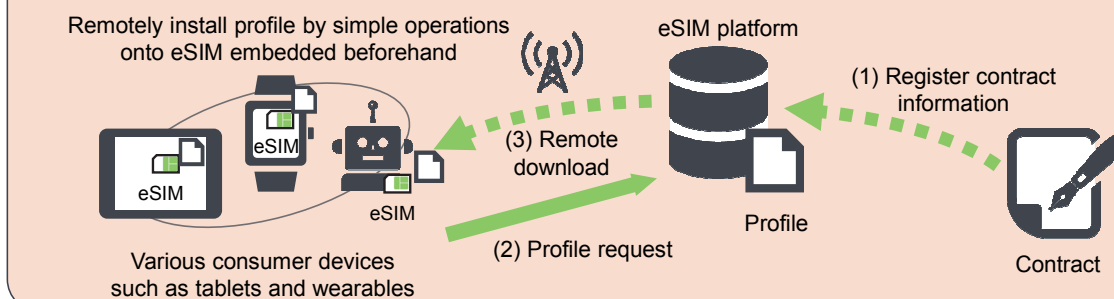 Remotely install profile by simple operations
onto eSIM embedded beforehand
eSIM platform
(1) Register contract
information
eSIM
eSIM
eSIM
(3) Remote
download
(2) Profile request
Profile
Contract
Various consumer devices
such as tablets and wearables